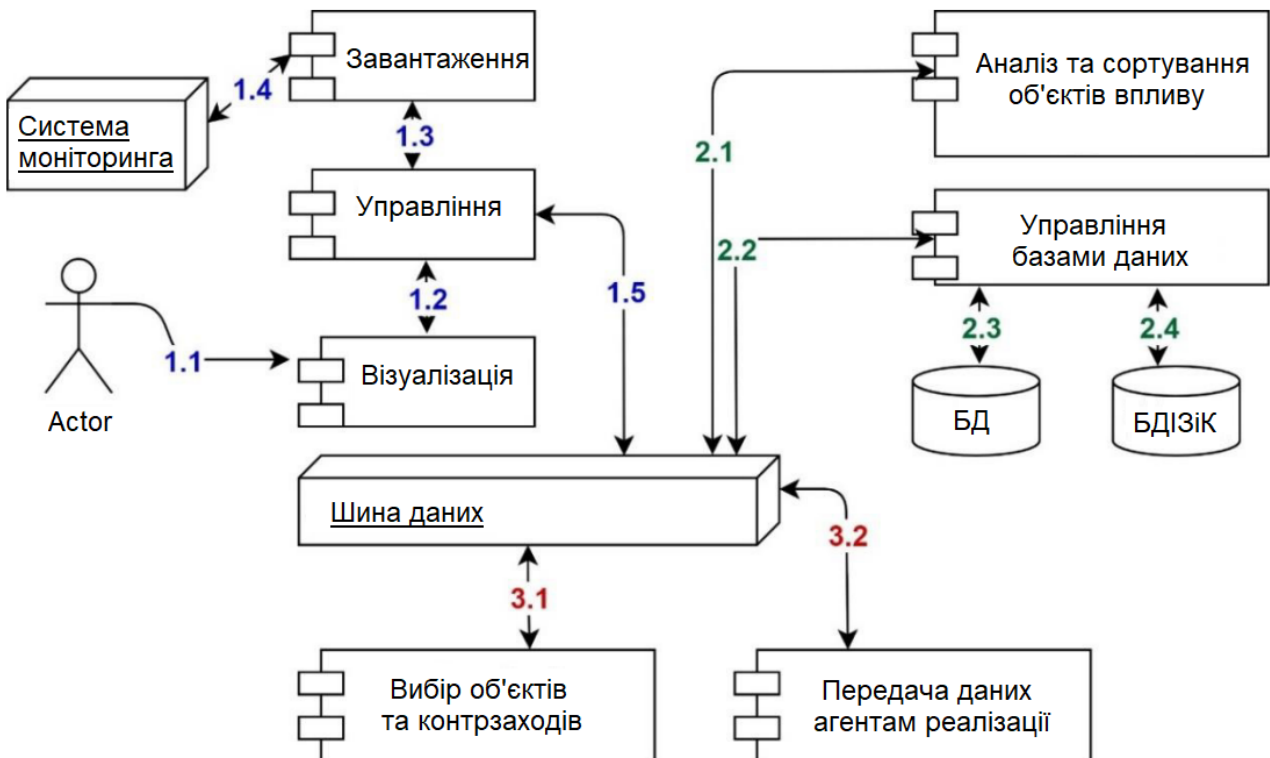 Завантаження
Аналіз та сортування
об'єктів впливу
1.4
Система
моніторинга
1.3
2.1
Управління
Управління
базами даних
2.2
1.2
1.5
2.3
2.4
1.1
Візуалізація
Actor
БД
БДІЗіК
Шина даних
3.2
3.1
Вибір об'єктів
та контрзаходів
Передача даних
агентам реалізації